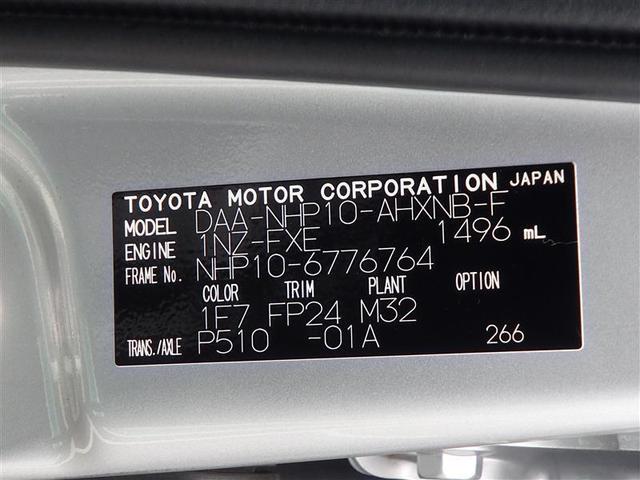 TOYOTA MOTOR CORPORATION JAPAN
MODEL DAA-NHP10-AHXNB-F
ENGINE 1NZ-FXE 1496 mL
FRAME No. NHP10-6776764
COLOR TRIM PLANT OPTION
1F7 FP24 M32
TRANS./AXLE P510 -01A 266